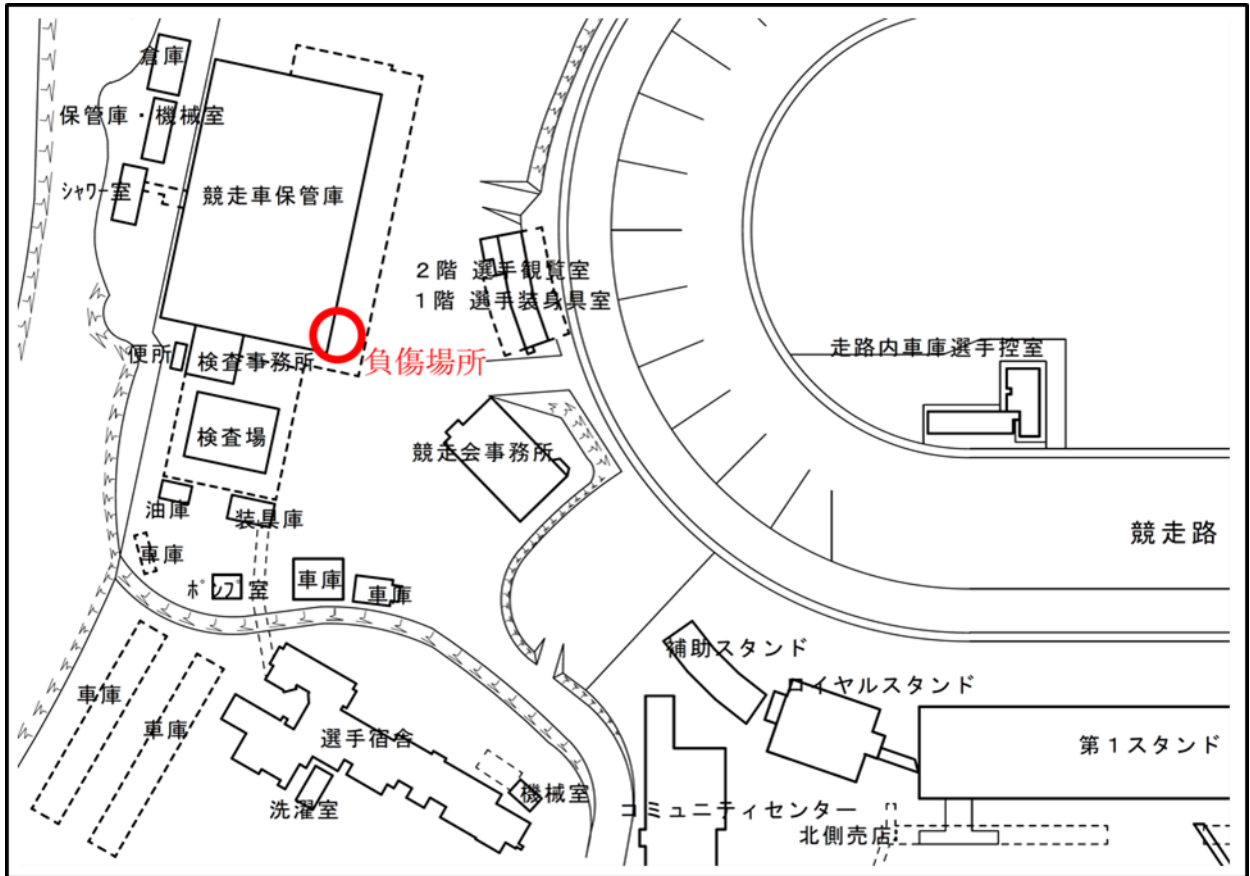 倉庫
保管庫・機械室
ｼｬﾜｰ室
競走車保管庫
2階 選手観覧室
1階 選手装身具室
便所
検査事務所
負傷場所
走路内車庫選手控室
検査場
競走会事務所
油庫
装具庫
競走路
車庫
ﾎﾟﾝﾌﾟ室
車庫
車庫
補助スタンド
ロイヤルスタンド
車庫
車庫
選手宿舎
第1スタンド
機械室
洗濯室
コミュニティセンター
北側売店